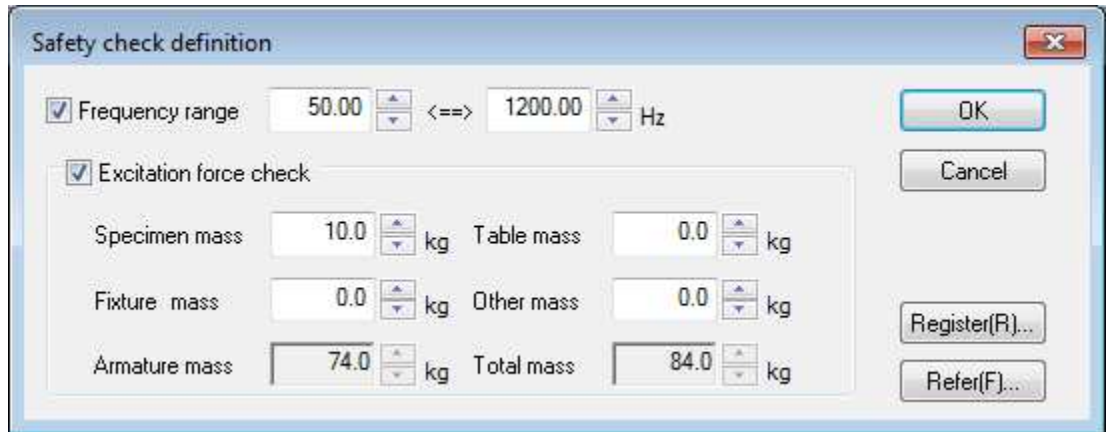 Safety check definition
Frequency range 50.00 <==> 1200.00 Hz
OK
Excitation force check
Cancel
Specimen mass 10.0 kg Table mass 0.0 kg
Fixture mass 0.0 kg Other mass 0.0 kg
Register(R)...
Armature mass 74.0 kg Total mass 84.0 kg
Refer(F)...